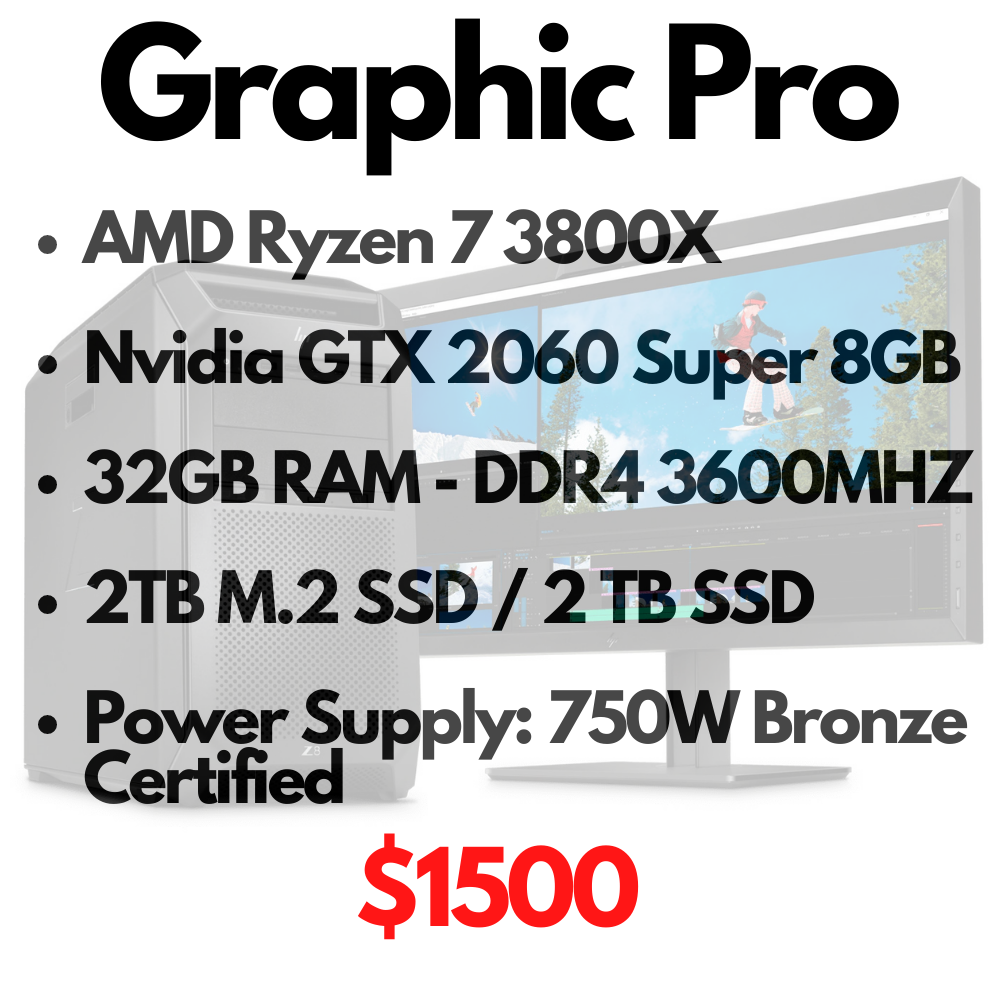 Graphic Pro
• AMD Ryzen 7 3800X
• Nvidia GTX 2060 Super 8GB
• 32GB RAM - DDR4 3600MHZ
• 2TB M.2 SSD / 2 TB SSD
• Power Supply: 750W Bronze
Certified
Z8
$1500